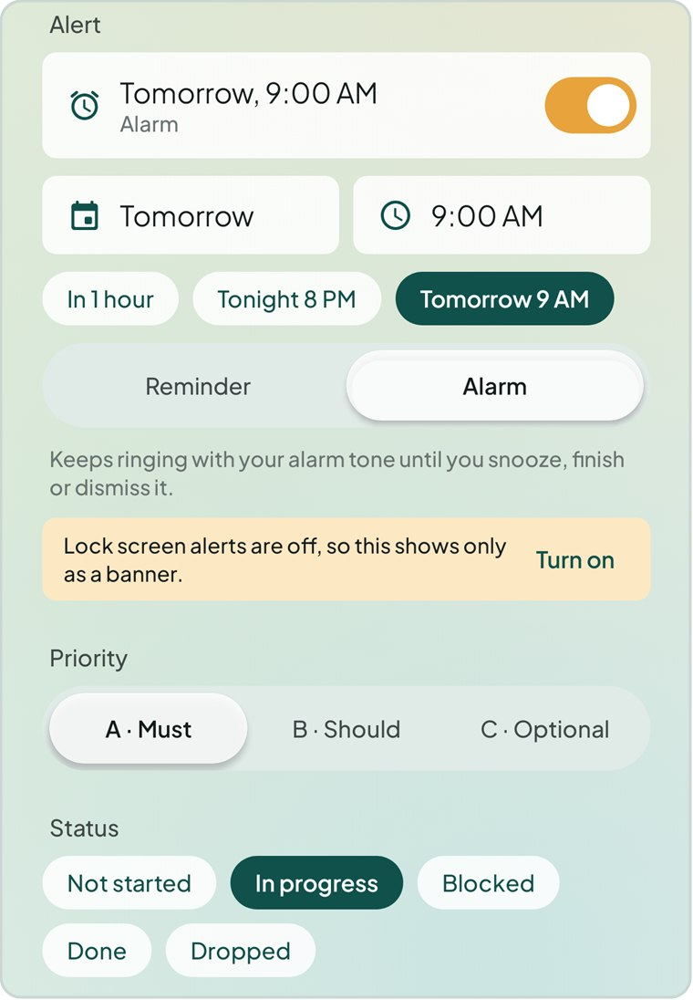 Alert
Tomorrow, 9:00 AM
Alarm
Tomorrow
9:00 AM
In 1 hour
Tonight 8 PM
Tomorrow 9 AM
Reminder
Alarm
Keeps ringing with your alarm tone until you snooze, finish
or dismiss it.
Lock screen alerts are off, so this shows only
as a banner.
Turn on
Priority
A · Must
B · Should
C · Optional
Status
Not started
In progress
Blocked
Done
Dropped